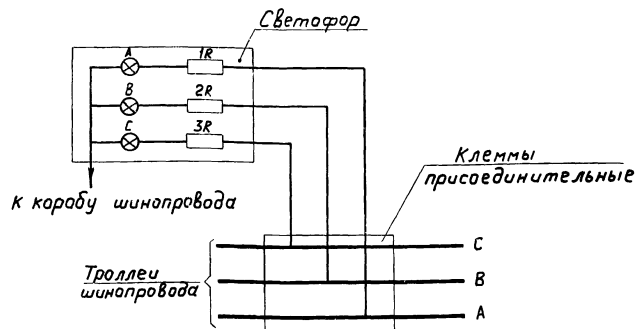 Светофор
A 1R
B 2R
C 3R
К коробу шинопровода
Клеммы
присоединительные
Троллеи
шинопровода
C
B
A